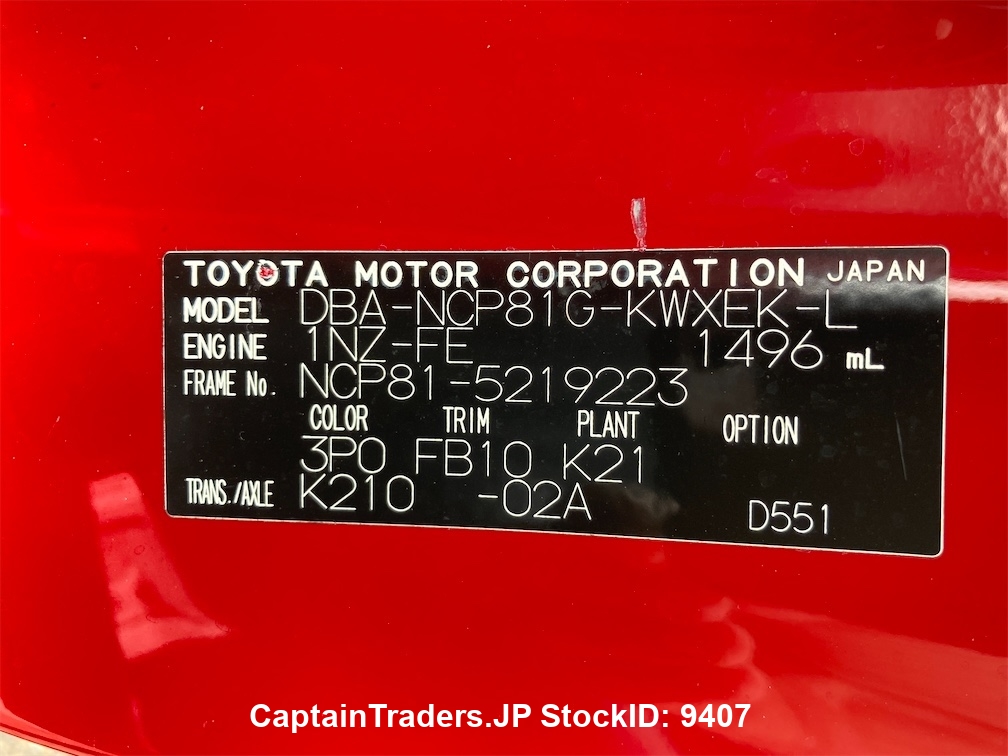 TOYOTA MOTOR CORPORATION JAPAN
MODEL DBA-NCP81G-KWXEK-L
ENGINE 1NZ-FE 1496 mL
FRAME No. NCP81-5219223
COLOR TRIM PLANT OPTION
3P0 FB10 K21
TRANS./AXLE K210 -02A D551
CaptainTraders.JP StockID: 9407